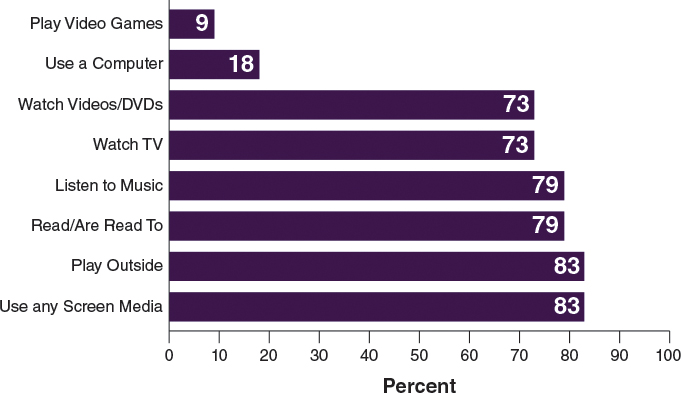 Play Video Games 9
Use a Computer 18
Watch Videos/DVDs 73
Watch TV 73
Listen to Music 79
Read/Are Read To 79
Play Outside 83
Use any Screen Media 83
0 10 20 30 40 50 60 70 80 90 100
Percent